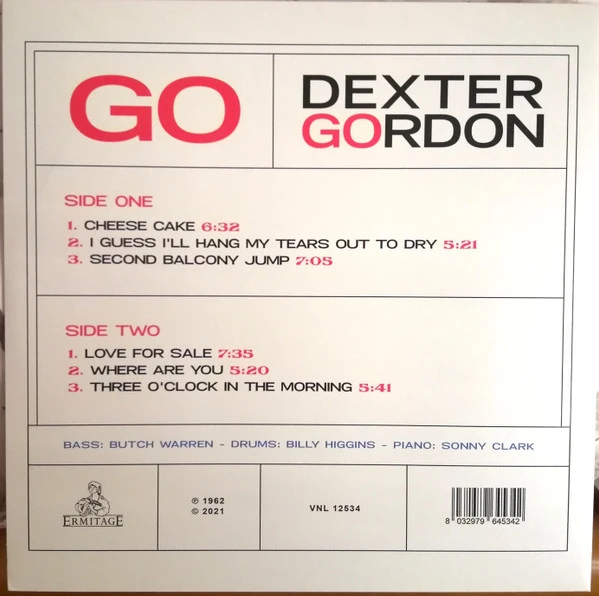 GO
DEXTER
GORDON
SIDE ONE
1. CHEESE CAKE 6:32
2. I GUESS I'LL HANG MY TEARS OUT TO DRY 5:21
3. SECOND BALCONY JUMP 7:05
SIDE TWO
1. LOVE FOR SALE 7:35
2. WHERE ARE YOU 5:20
3. THREE O'CLOCK IN THE MORNING 5:41
BASS: BUTCH WARREN - DRUMS: BILLY HIGGINS - PIANO: SONNY CLARK
ERMITAGE
℗ 1962
© 2021
VNL 12534
8 032979 645342